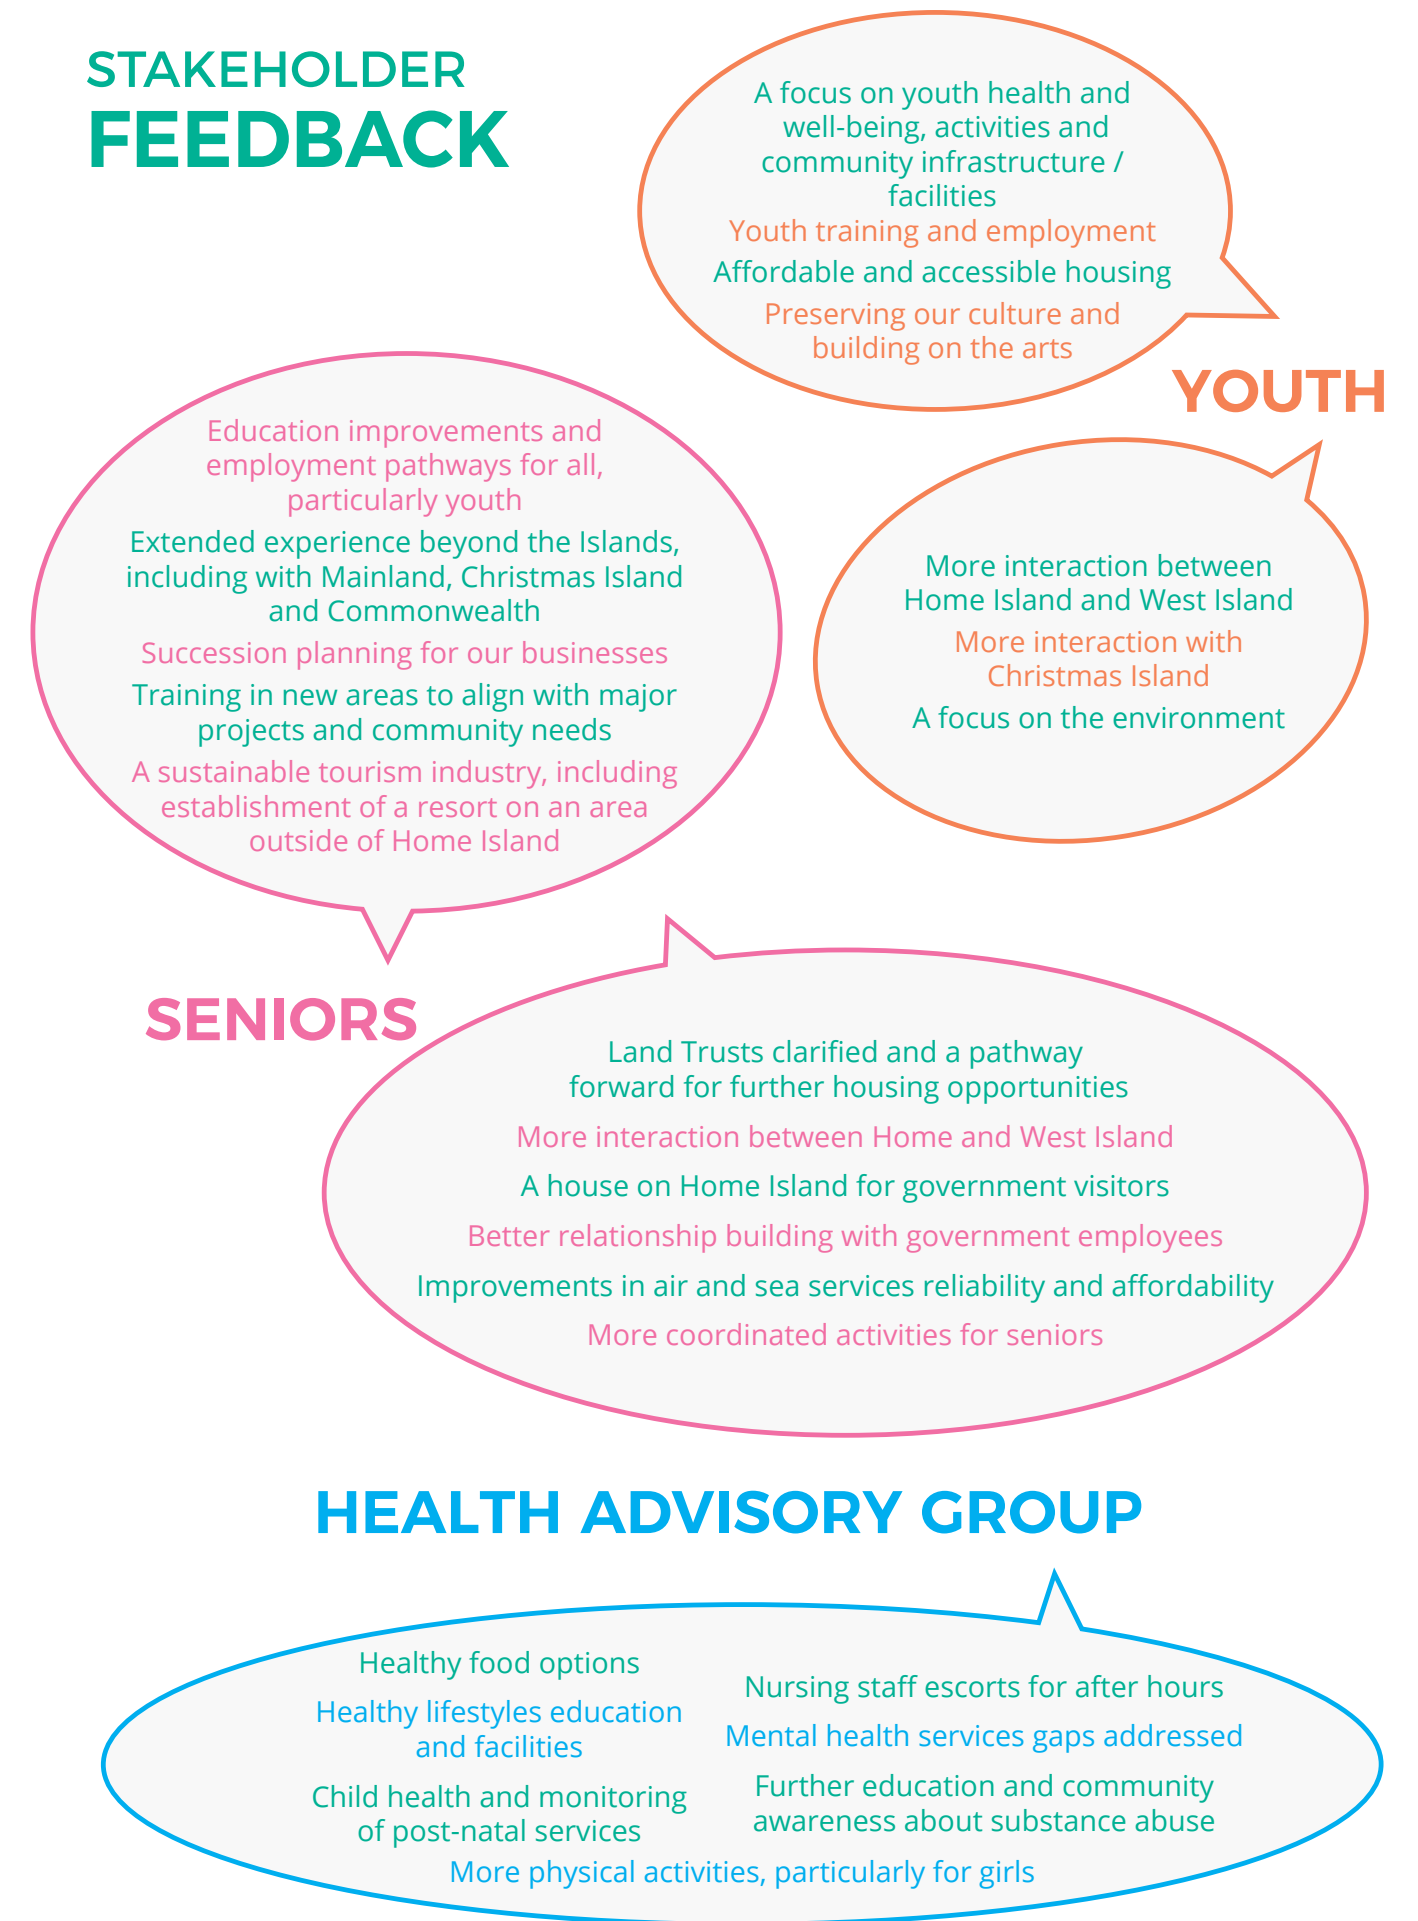 STAKEHOLDER
FEEDBACK
A focus on youth health and
well-being, activities and
community infrastructure /
facilities
Youth training and employment
Affordable and accessible housing
Preserving our culture and
building on the arts
YOUTH
More interaction between
Home Island and West Island
More interaction with
Christmas Island
A focus on the environment
Education improvements and
employment pathways for all,
particularly youth
Extended experience beyond the Islands,
including with Mainland, Christmas Island
and Commonwealth
Succession planning for our businesses
Training in new areas to align with major
projects and community needs
A sustainable tourism industry, including
establishment of a resort on an area
outside of Home Island
SENIORS
Land Trusts clarified and a pathway
forward for further housing opportunities
More interaction between Home and West Island
A house on Home Island for government visitors
Better relationship building with government employees
Improvements in air and sea services reliability and affordability
More coordinated activities for seniors
HEALTH ADVISORY GROUP
Healthy food options
Healthy lifestyles education
and facilities
Child health and monitoring
of post-natal services
Nursing staff escorts for after hours
Mental health services gaps addressed
Further education and community
awareness about substance abuse
More physical activities, particularly for girls